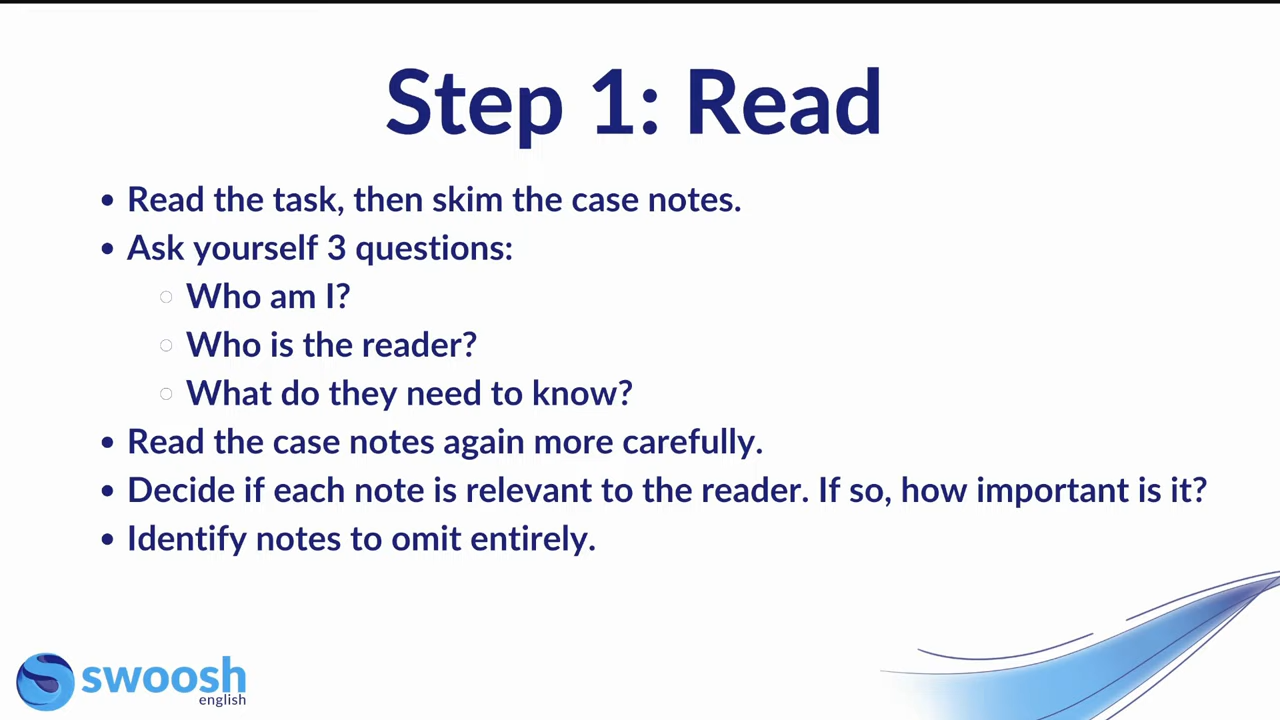 Step 1: Read
• Read the task, then skim the case notes.
• Ask yourself 3 questions:
○ Who am I?
○ Who is the reader?
○ What do they need to know?
• Read the case notes again more carefully.
• Decide if each note is relevant to the reader. If so, how important is it?
• Identify notes to omit entirely.
swoosh
english